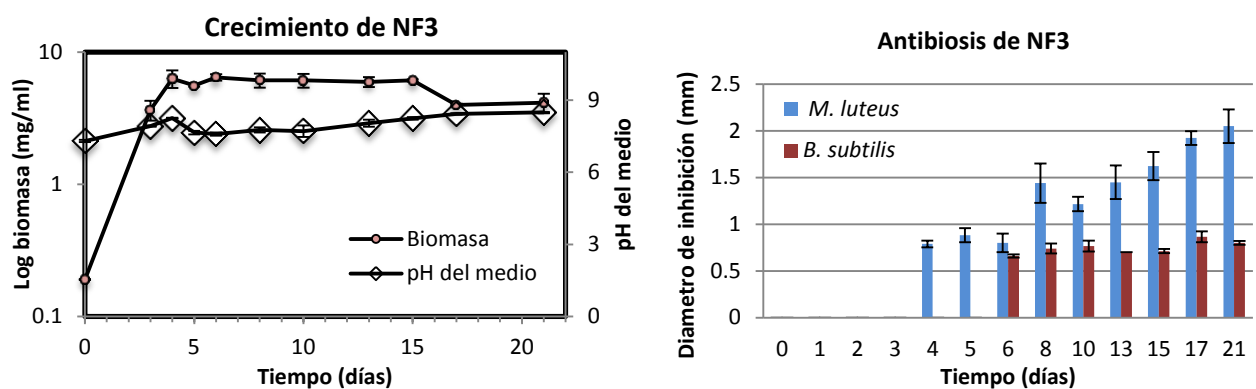 Crecimiento de NF3
10
1
0.1
Log biomasa (mg/ml)
9
6
3
0
pH del medio
Biomasa
pH del medio
0 5 10 15 20
Tiempo (días)
Antibiosis de NF3
2.5
2
1.5
1
0.5
0
Diametro de inhibición (mm)
M. luteus
B. subtilis
0 1 2 3 4 5 6 8 10 13 15 17 21
Tiempo (días)